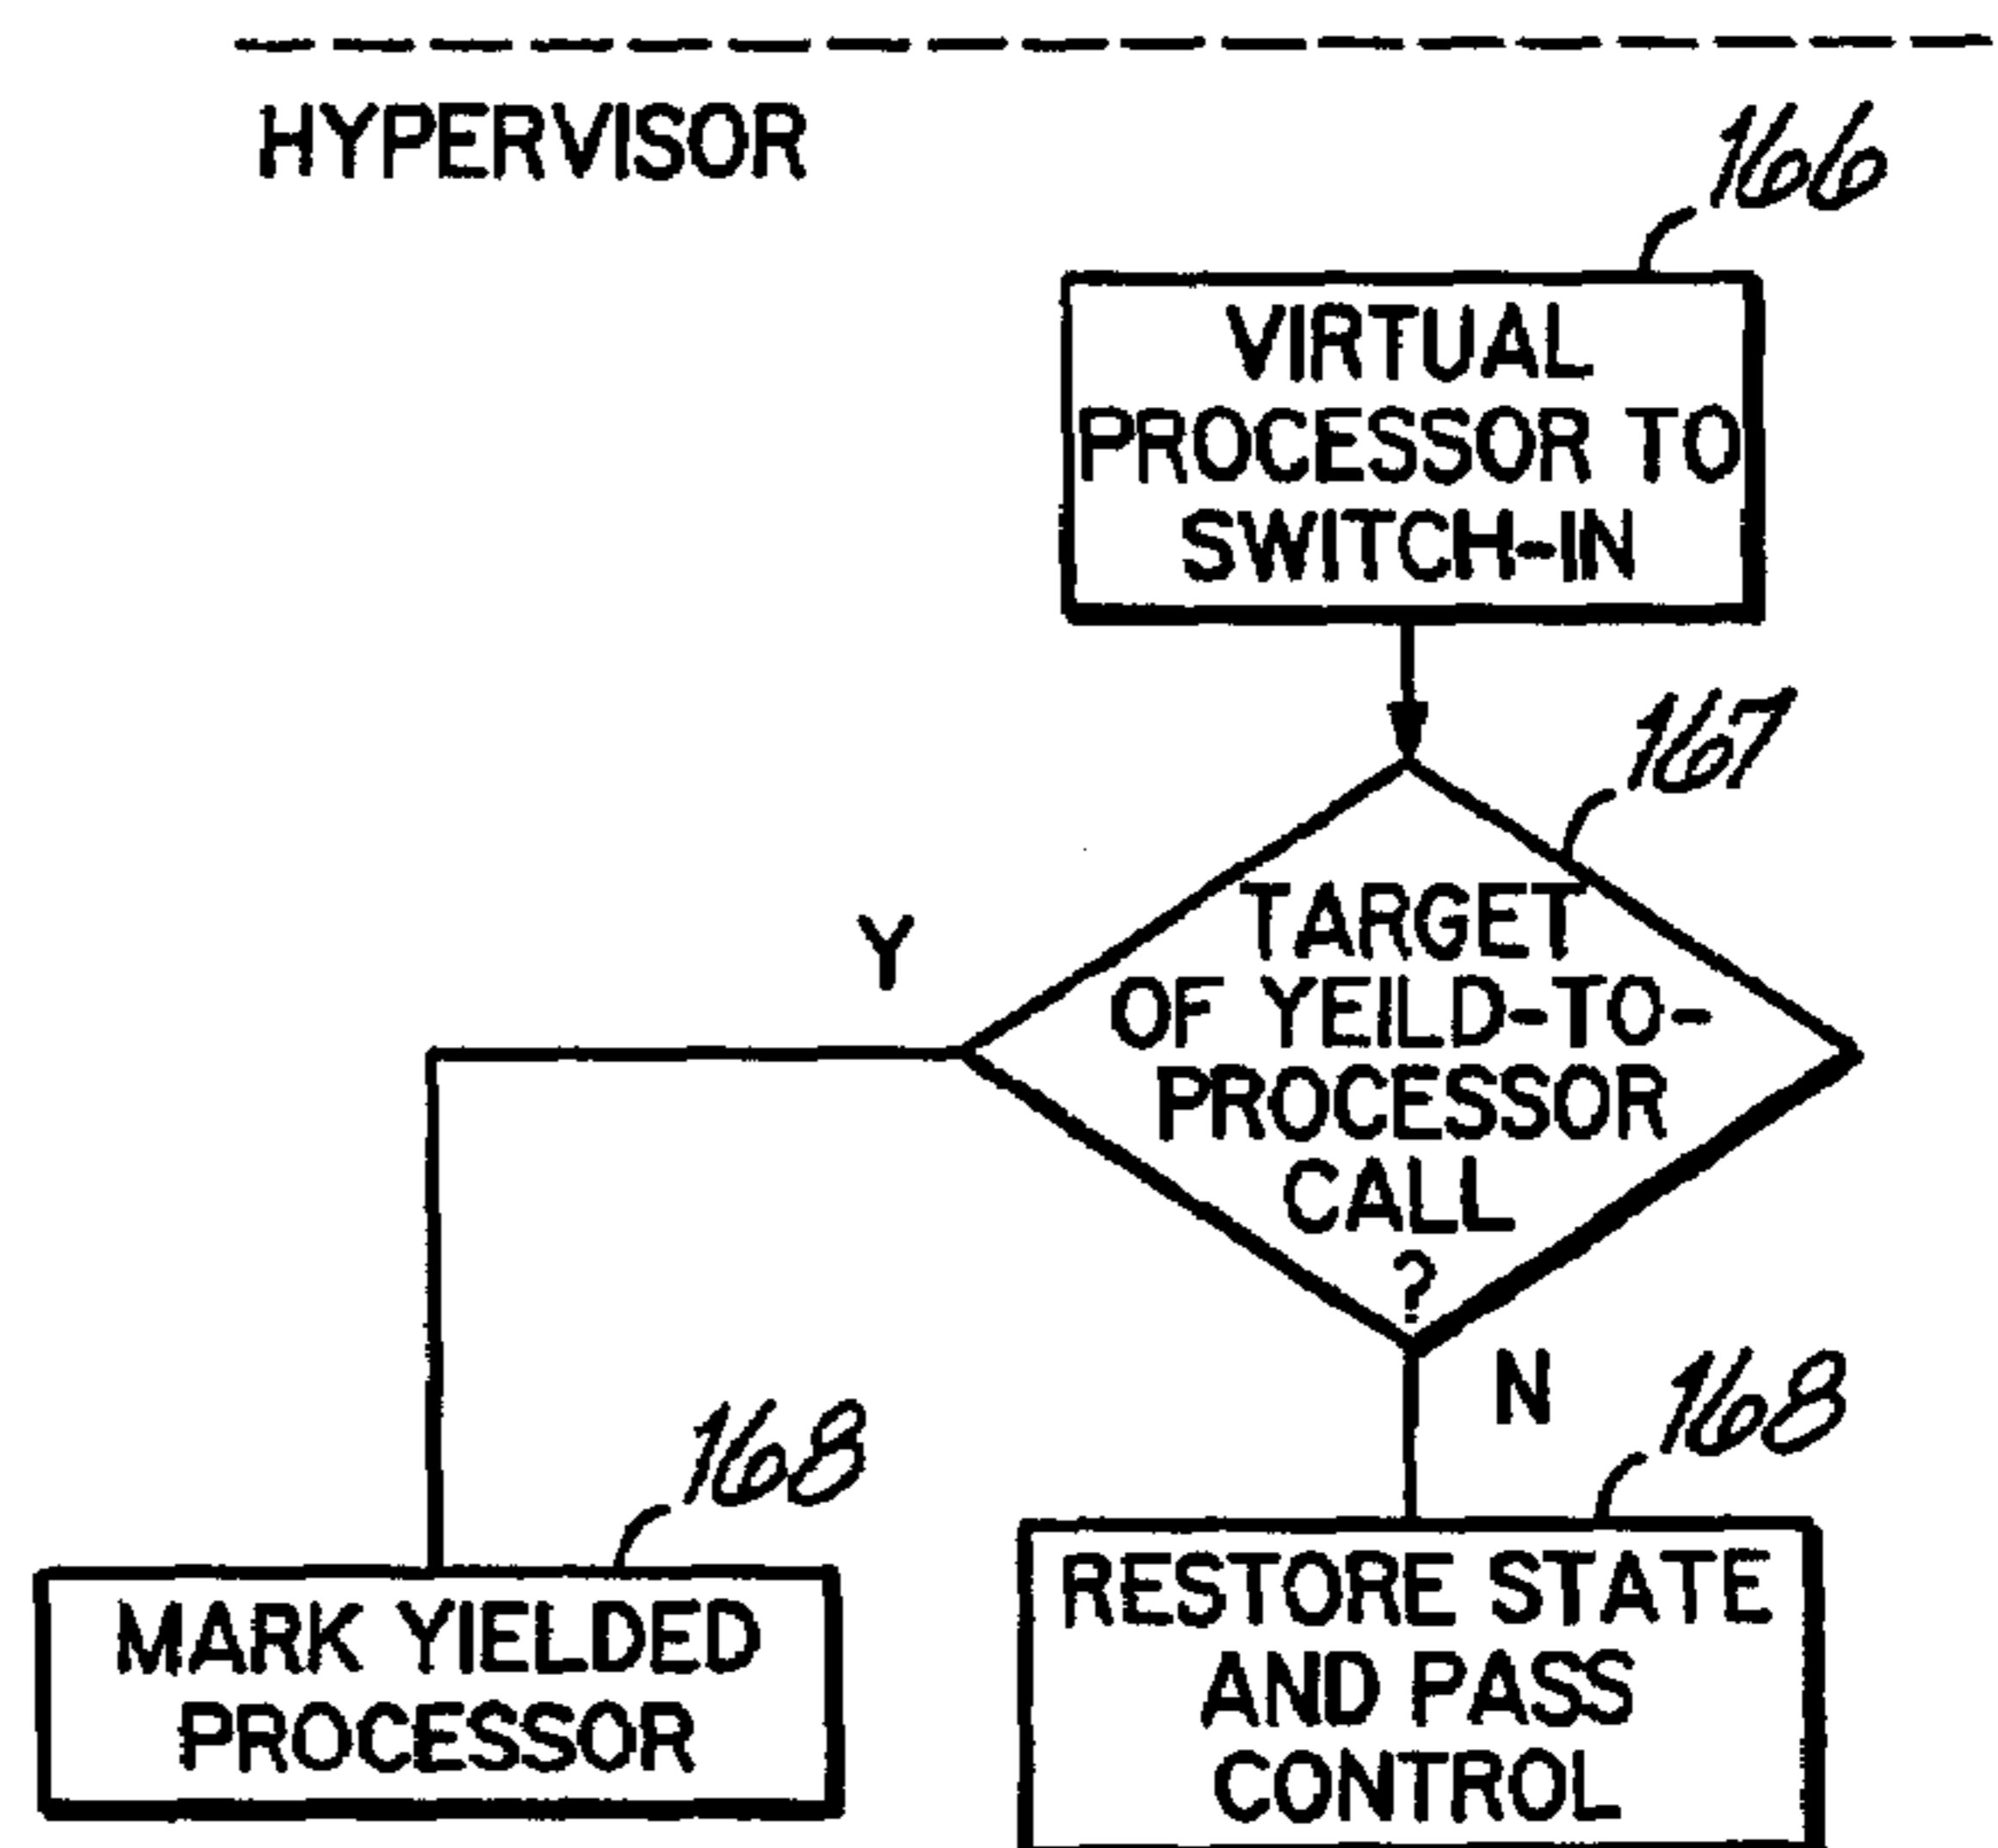 HYPERVISOR
166
VIRTUAL
PROCESSOR TO
SWITCH-IN
167
TARGET
OF YEILD-TO-
PROCESSOR
CALL
?
Y
N
168
MARK YIELDED
PROCESSOR
168
RESTORE STATE
AND PASS
CONTROL